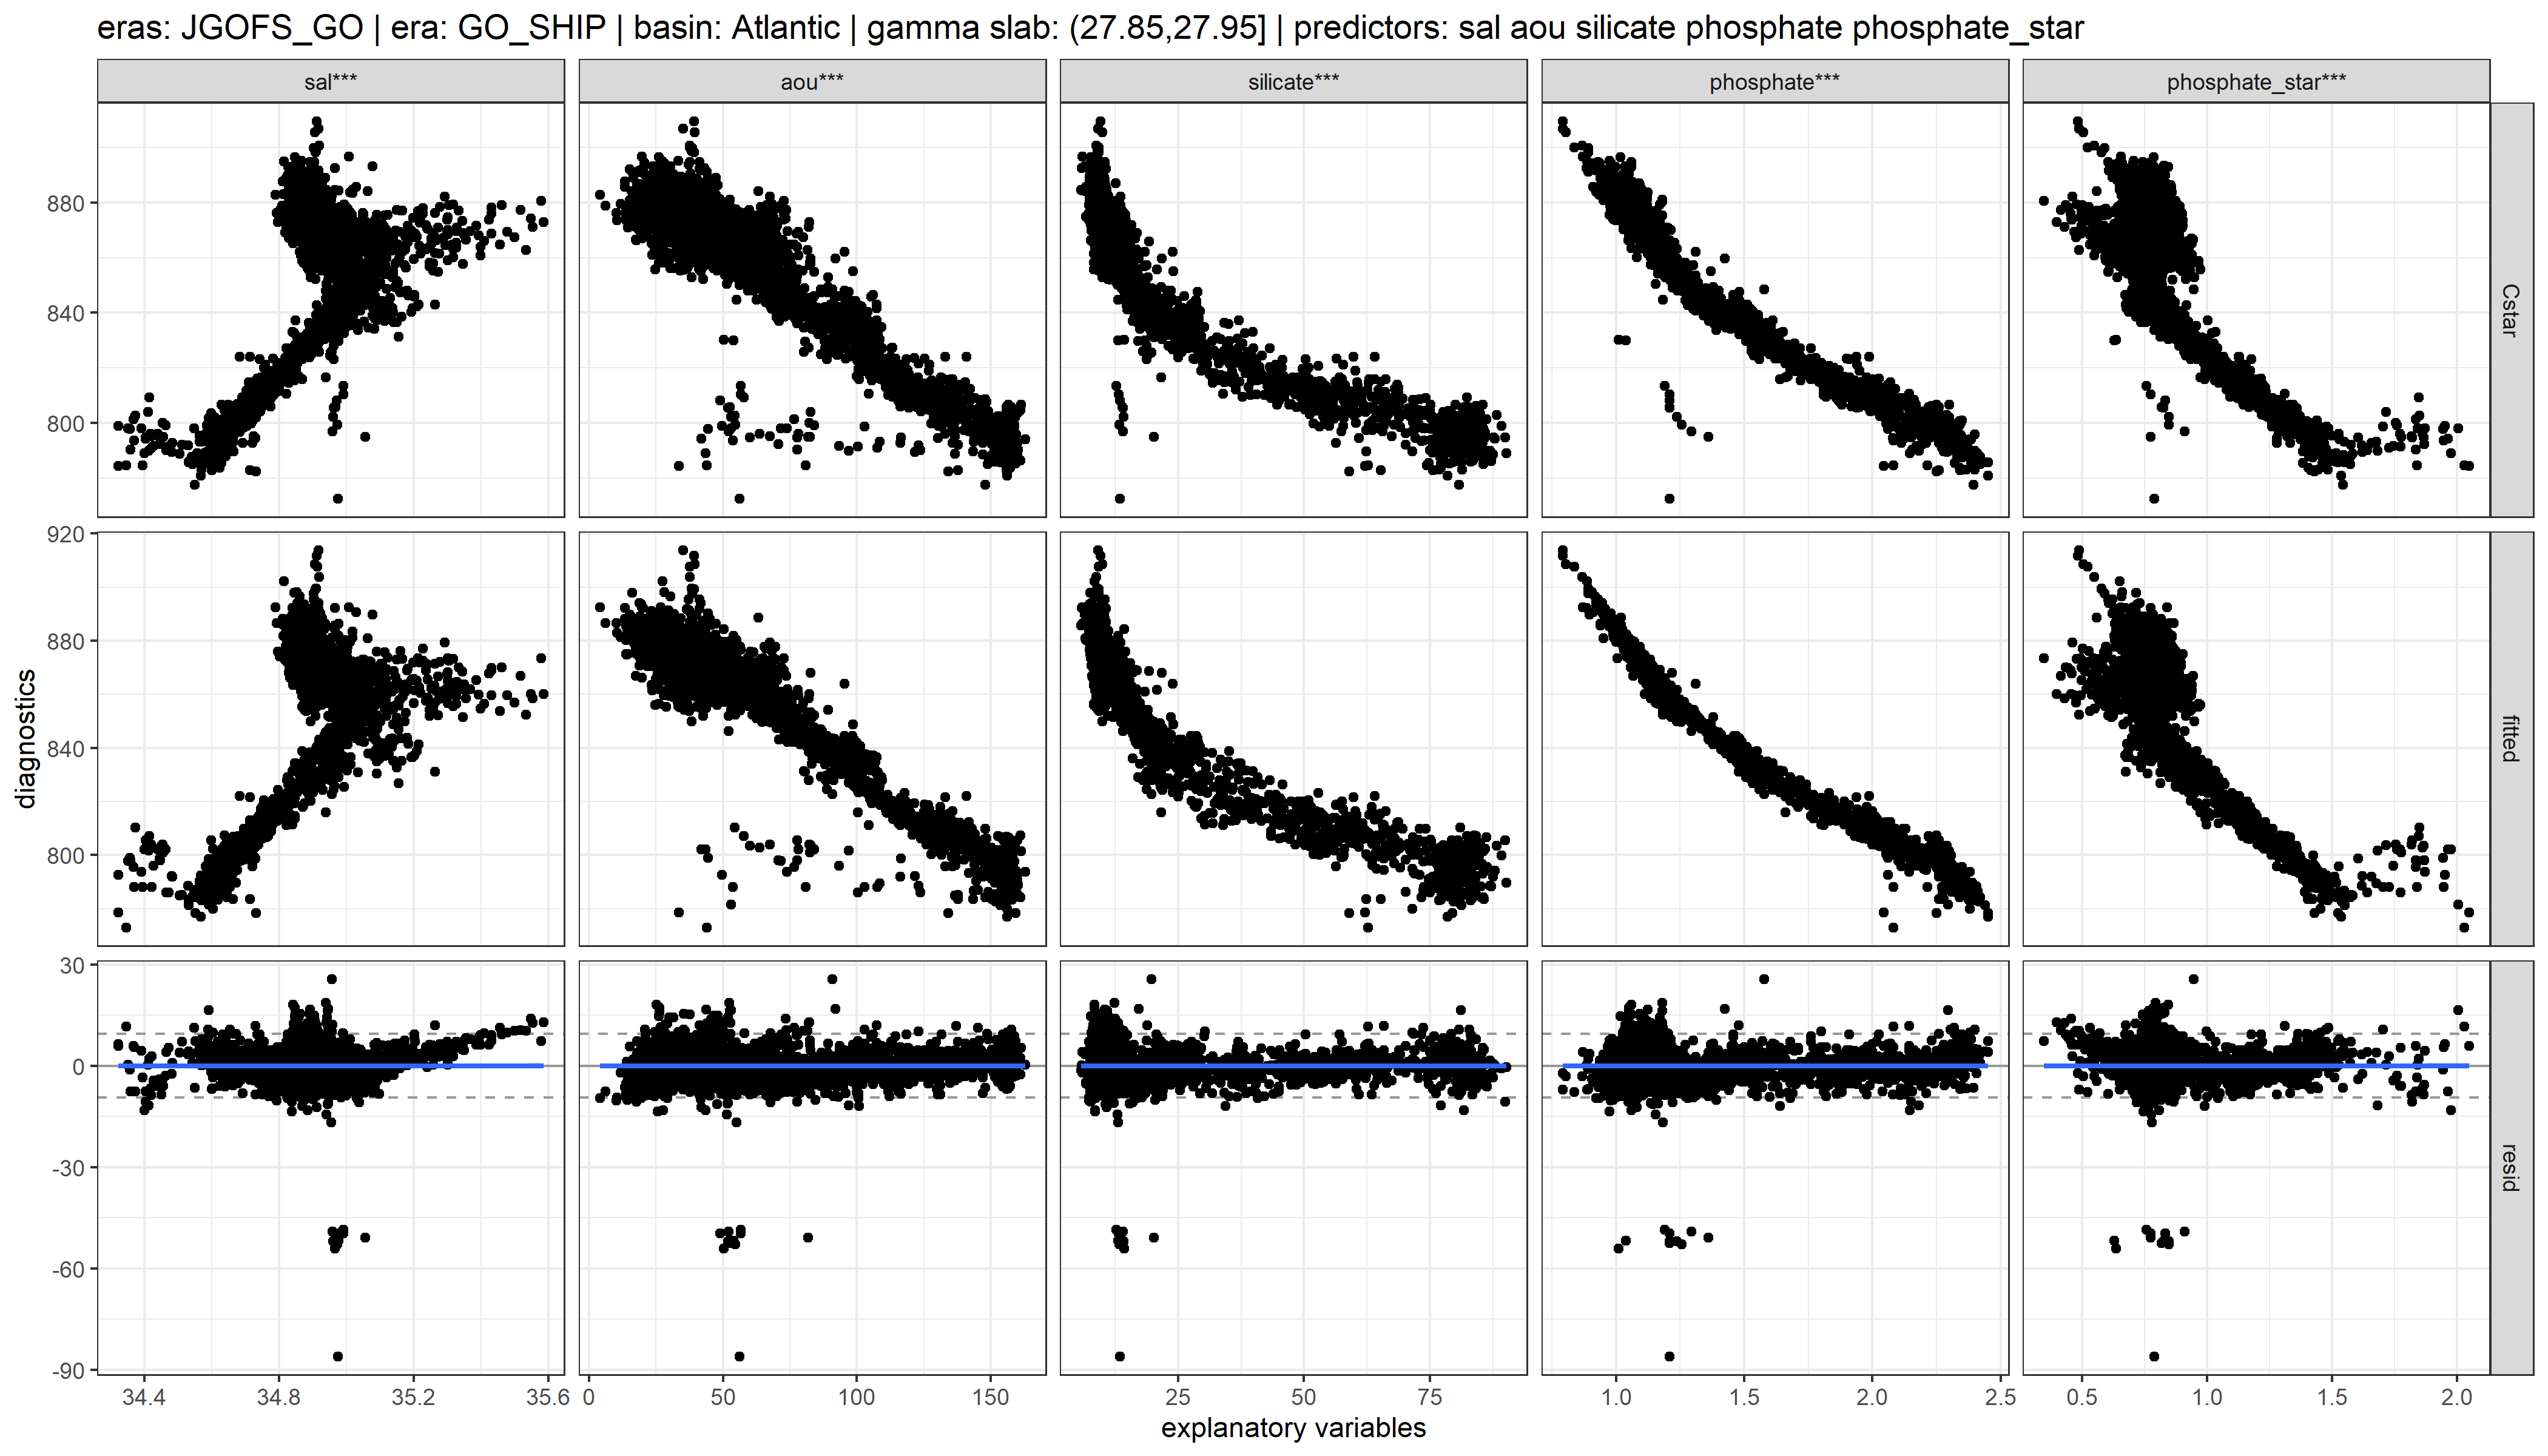 eras: JGOFS_GO | era: GO_SHIP | basin: Atlantic | gamma slab: (27.85,27.95] | predictors: sal aou silicate phosphate phosphate_star
sal*** aou*** silicate*** phosphate*** phosphate_star***
880
840
800
Cstar
920
880
840
800
fitted
diagnostics
30
0
-30
-60
-90
resid
34.4 34.8 35.2 35.6 0 50 100 150 25 50 75 1.0 1.5 2.0 2.5 0.5 1.0 1.5 2.0
explanatory variables